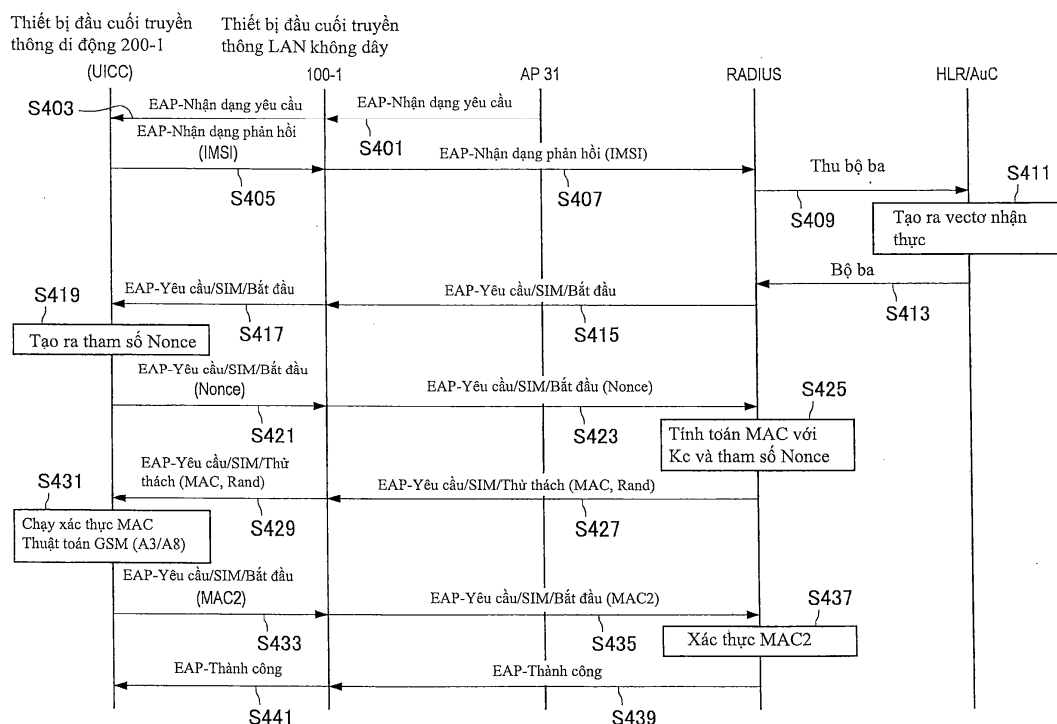 Thiết bị đầu cuối truyền
thông di động 200-1
(UICC)
Thiết bị đầu cuối truyền
thông LAN không dây
100-1
AP 31
RADIUS
HLR/AuC
S403
EAP-Nhận dạng yêu cầu
EAP-Nhận dạng yêu cầu
S401
EAP-Nhận dạng phản hồi
(IMSI)
S405
EAP-Nhận dạng phản hồi (IMSI)
S407
Thu bộ ba
S409
S411
Tạo ra vectơ nhận
thực
Bộ ba
S413
EAP-Yêu cầu/SIM/Bắt đầu
S415
EAP-Yêu cầu/SIM/Bắt đầu
S417
S419
Tạo ra tham số Nonce
EAP-Yêu cầu/SIM/Bắt đầu
(Nonce)
S421
EAP-Yêu cầu/SIM/Bắt đầu (Nonce)
S423
S425
Tính toán MAC với
Kc và tham số Nonce
EAP-Yêu cầu/SIM/Thử thách (MAC, Rand)
S427
EAP-Yêu cầu/SIM/Thử
thách (MAC, Rand)
S429
S431
Chạy xác thực MAC
Thuật toán GSM (A3/A8)
EAP-Yêu cầu/SIM/Bắt đầu
(MAC2)
S433
EAP-Yêu cầu/SIM/Bắt đầu (MAC2)
S435
S437
Xác thực MAC2
EAP-Thành công
S439
EAP-Thành công
S441